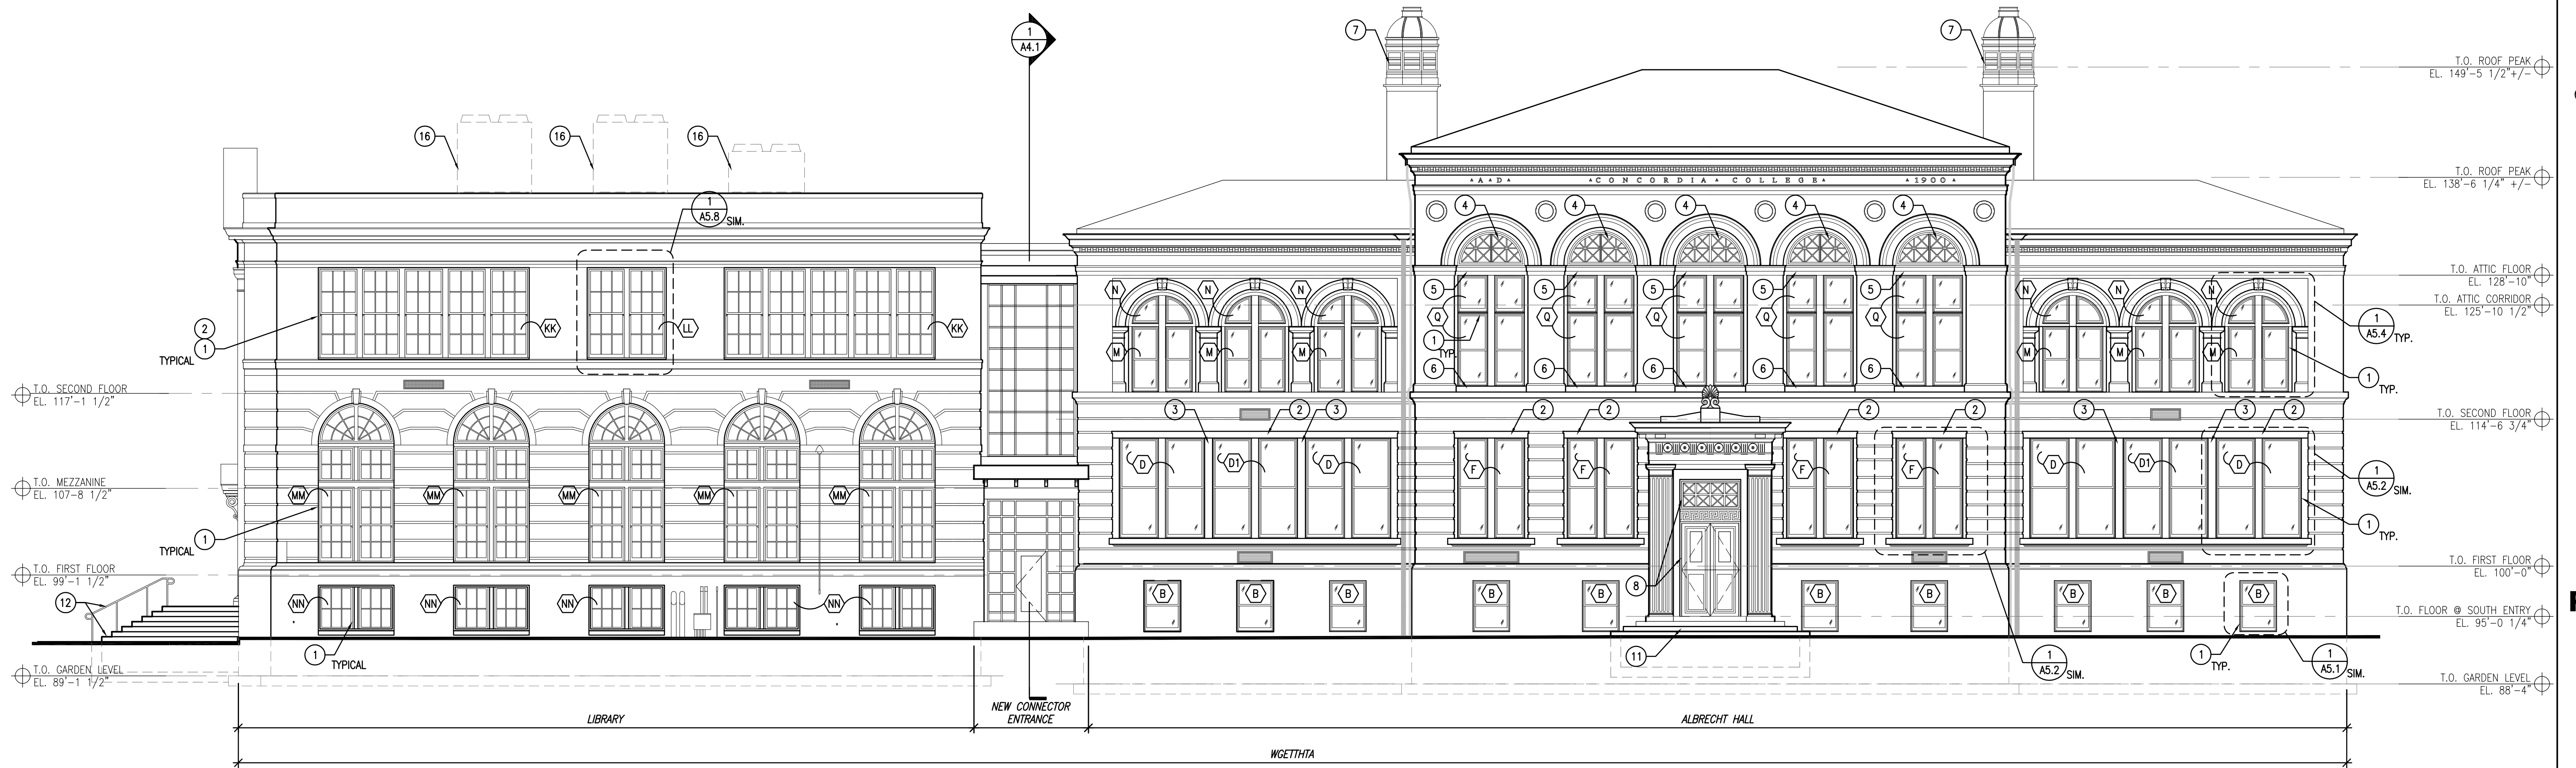 1
A4.1
7
7
T.O. ROOF PEAK
EL. 149'-5 1/2"+/-
16
16
16
T.O. ROOF PEAK
EL. 138'-6 1/4" +/-
A D CONCORDIA COLLEGE 1900
1
A5.8 SIM.
4
4
4
4
4
T.O. ATTIC FLOOR
EL. 128'-10"
T.O. ATTIC CORRIDOR
EL. 125'-10 1/2"
N
N
N
5
5
5
5
5
N
N
N
Q
Q
Q
Q
Q
1
A5.4 TYP.
2
1
TYPICAL
KK
LL
KK
1
TYP.
M
M
M
M
M
M
6
6
6
6
6
1
TYP.
T.O. SECOND FLOOR
EL. 117'-1 1/2"
3
2
3
2
2
2
2
3
3
2
T.O. SECOND FLOOR
EL. 114'-6 3/4"
D
D1
D
F
F
F
F
D
D1
D
1
A5.2 SIM.
T.O. MEZZANINE
EL. 107-8 1/2"
MM
MM
MM
MM
MM
1
TYPICAL
1
TYP.
T.O. FIRST FLOOR
EL. 99'-1 1/2"
T.O. FIRST FLOOR
EL. 100'-0"
8
12
NN
NN
NN
NN
B
B
B
B
B
B
B
B
B
B
T.O. FLOOR @ SOUTH ENTRY
EL. 95'-0 1/4"
1
TYPICAL
11
1
A5.2 SIM.
1
TYP.
1
A5.1 SIM.
T.O. GARDEN LEVEL
EL. 89'-1 1/2"
T.O. GARDEN LEVEL
EL. 88'-4"
LIBRARY
NEW CONNECTOR
ENTRANCE
ALBRECHT HALL
WGETTHTA